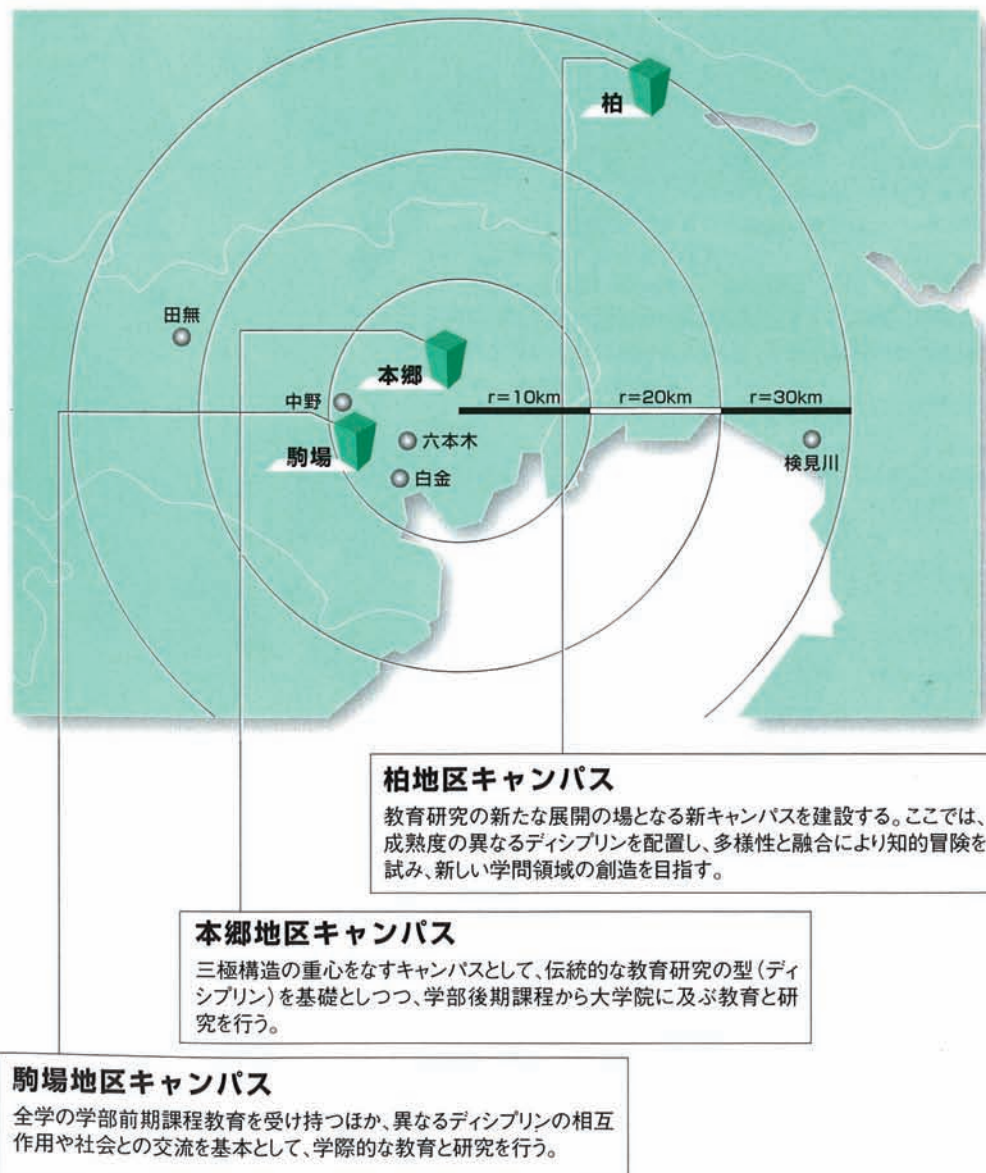 柏
田無
本郷
中野
r=10km
r=20km
r=30km
駒場
六本木
検見川
白金
柏地区キャンパス
教育研究の新たな展開の場となる新キャンパスを建設する。ここでは、
成熟度の異なるディシプリンを配置し、多様性と融合により知的冒険を
試み、新しい学問領域の創造を目指す。
本郷地区キャンパス
三極構造の重心をなすキャンパスとして、伝統的な教育研究の型(ディ
シプリン)を基礎としつつ、学部後期課程から大学院に及ぶ教育と研
究を行う。
駒場地区キャンパス
全学の学部前期課程教育を受け持つほか、異なるディシプリンの相互
作用や社会との交流を基本として、学際的な教育と研究を行う。